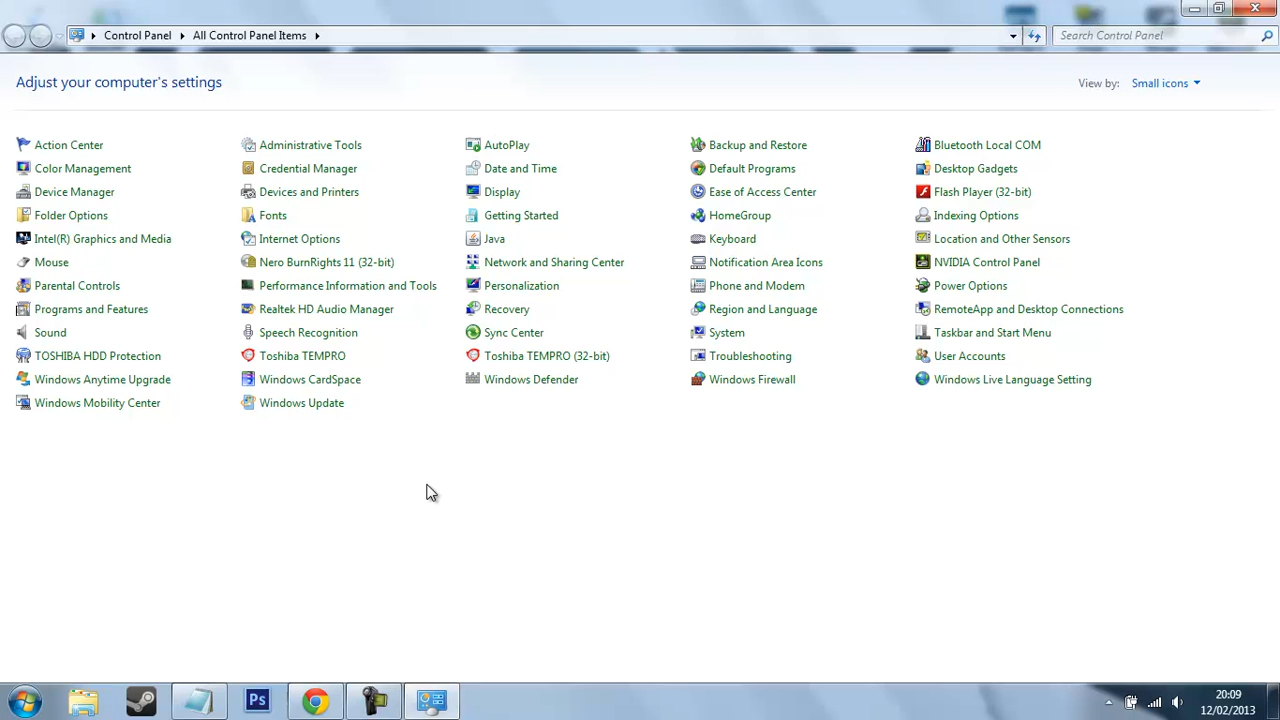 Control Panel All Control Panel Items Search Control Panel
Adjust your computer's settings View by: Small icons
Action Center Administrative Tools AutoPlay Backup and Restore Bluetooth Local COM
Color Management Credential Manager Date and Time Default Programs Desktop Gadgets
Device Manager Devices and Printers Display Ease of Access Center Flash Player (32-bit)
Folder Options Fonts Getting Started HomeGroup Indexing Options
Intel(R) Graphics and Media Internet Options Java Keyboard Location and Other Sensors
Mouse Nero BurnRights 11 (32-bit) Network and Sharing Center Notification Area Icons NVIDIA Control Panel
Parental Controls Performance Information and Tools Personalization Phone and Modem Power Options
Programs and Features Realtek HD Audio Manager Recovery Region and Language RemoteApp and Desktop Connections
Sound Speech Recognition Sync Center System Taskbar and Start Menu
TOSHIBA HDD Protection Toshiba TEMPRO Toshiba TEMPRO (32-bit) Troubleshooting User Accounts
Windows Anytime Upgrade Windows CardSpace Windows Defender Windows Firewall Windows Live Language Setting
Windows Mobility Center Windows Update
Ps
20:09
12/02/2013